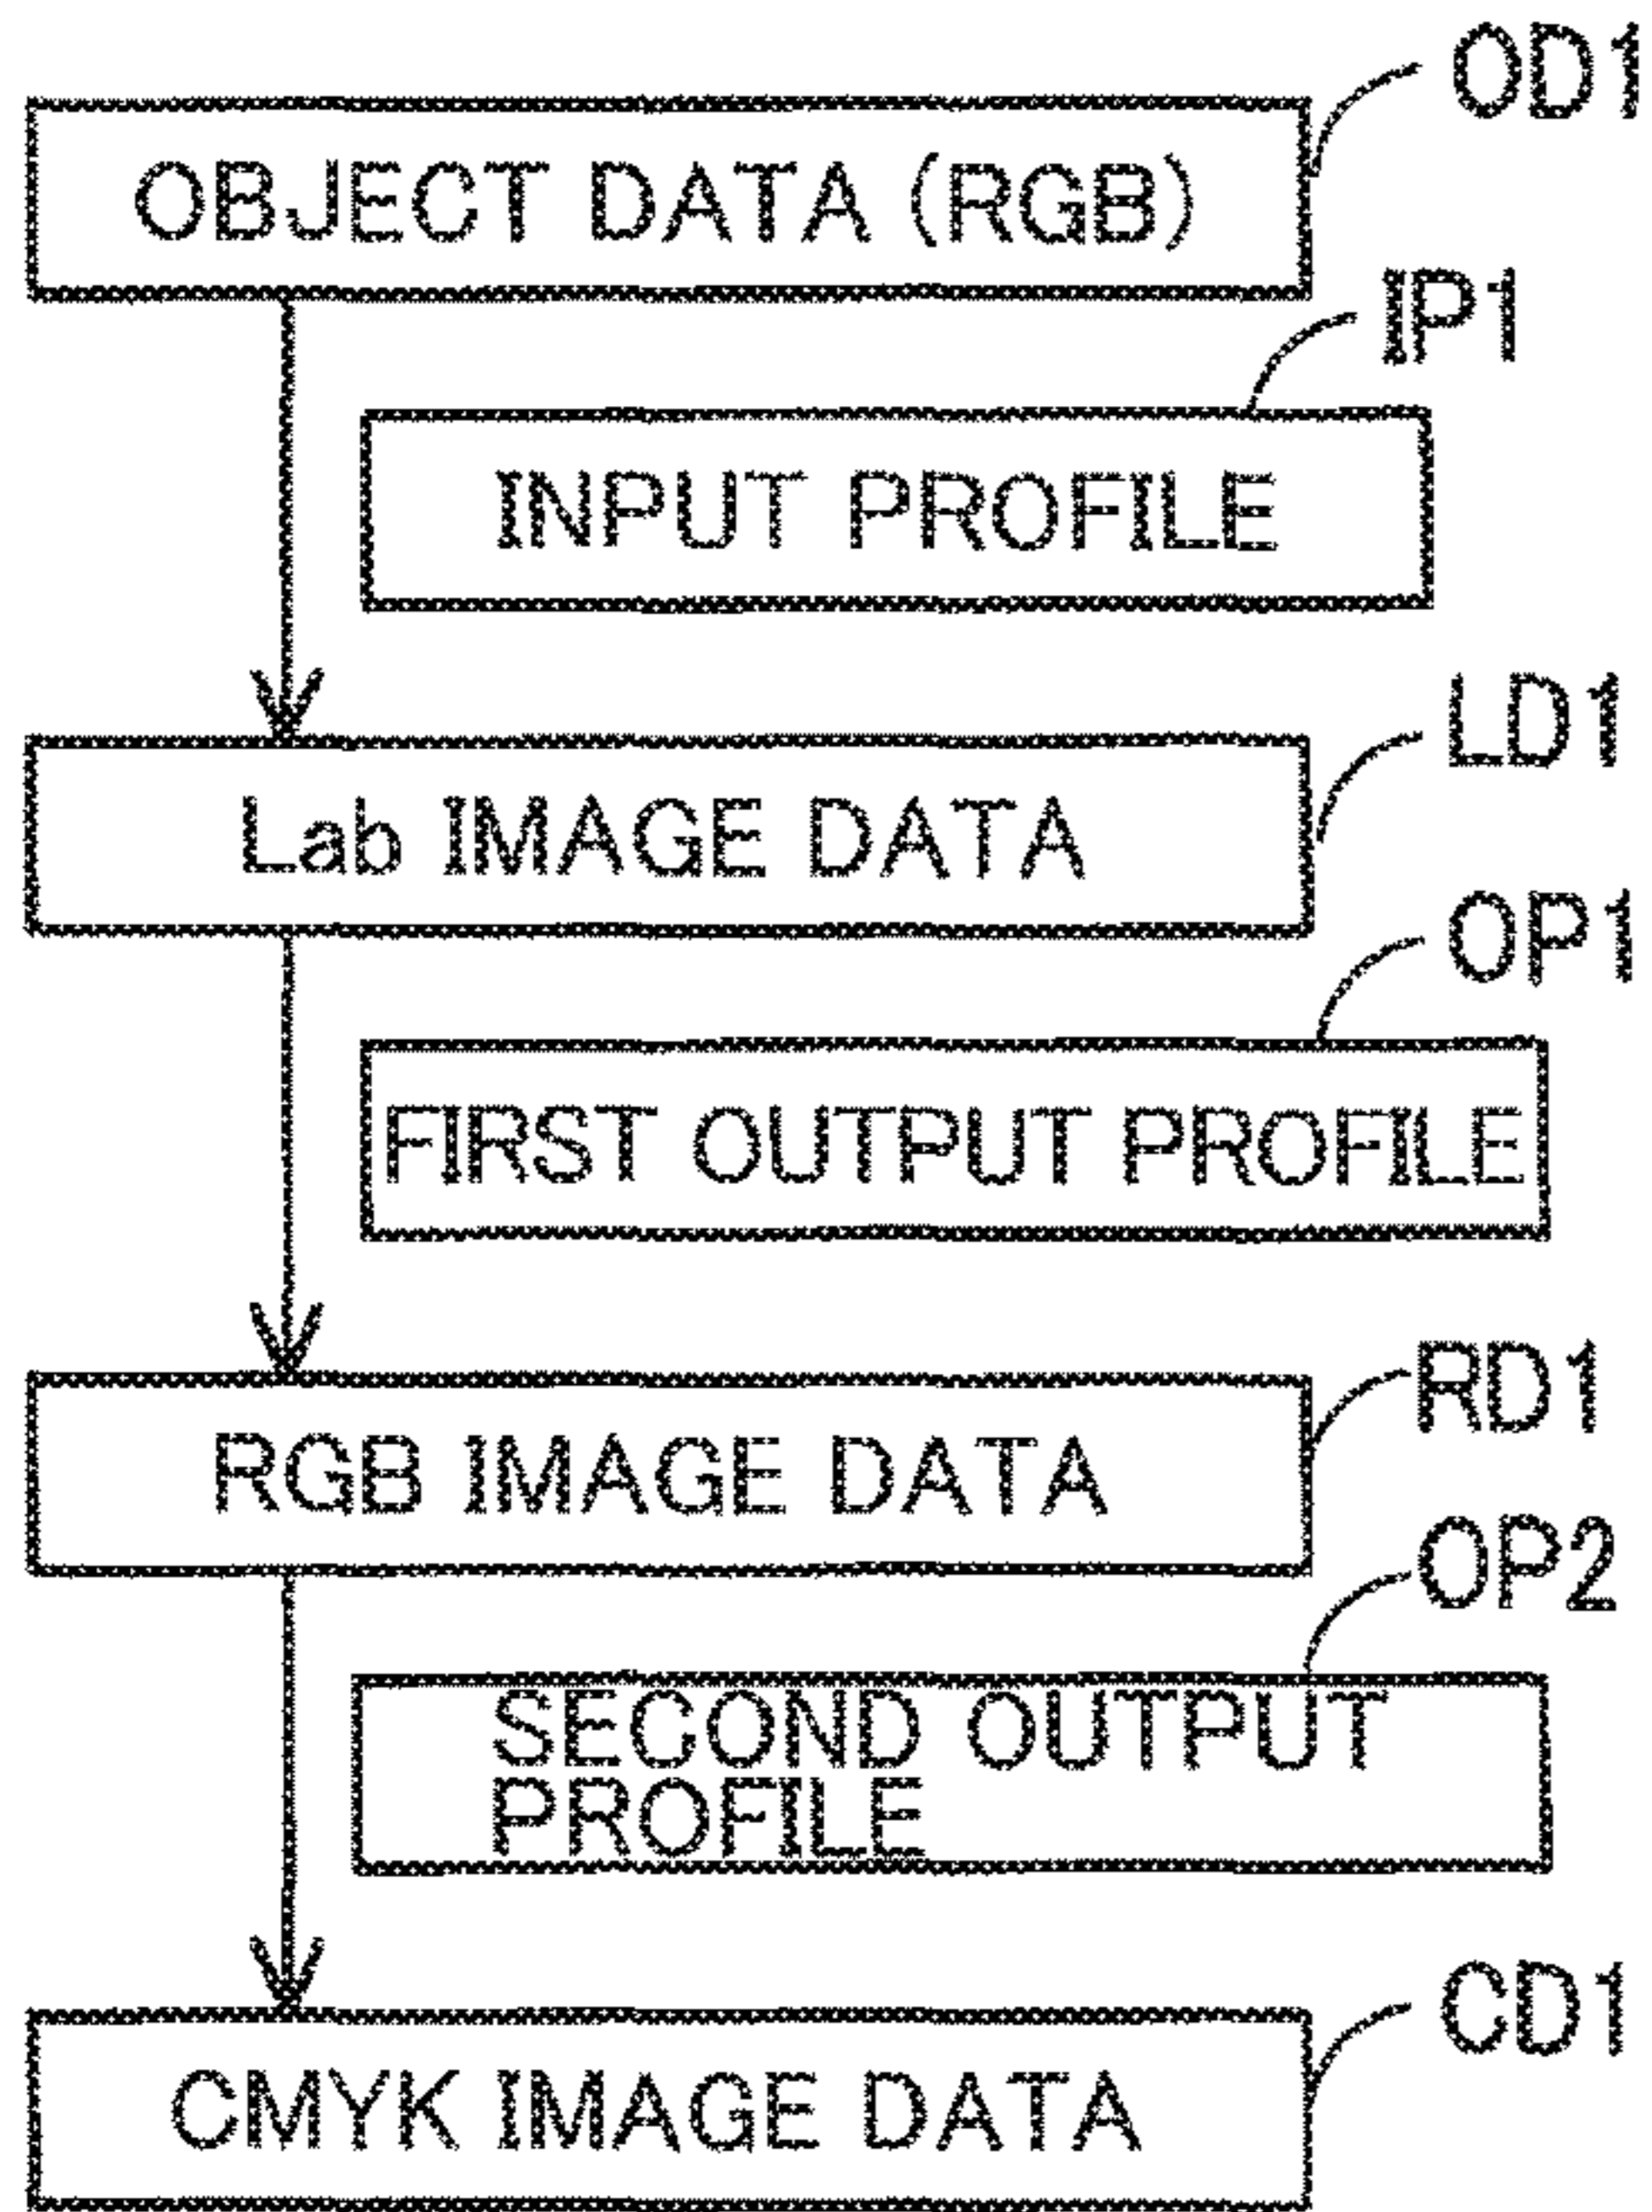 OD1
OBJECT DATA (RGB)
IP1
INPUT PROFILE
LD1
Lab IMAGE DATA
OP1
FIRST OUTPUT PROFILE
RD1
RGB IMAGE DATA
OP2
SECOND OUTPUT
PROFILE
CD1
CMYK IMAGE DATA